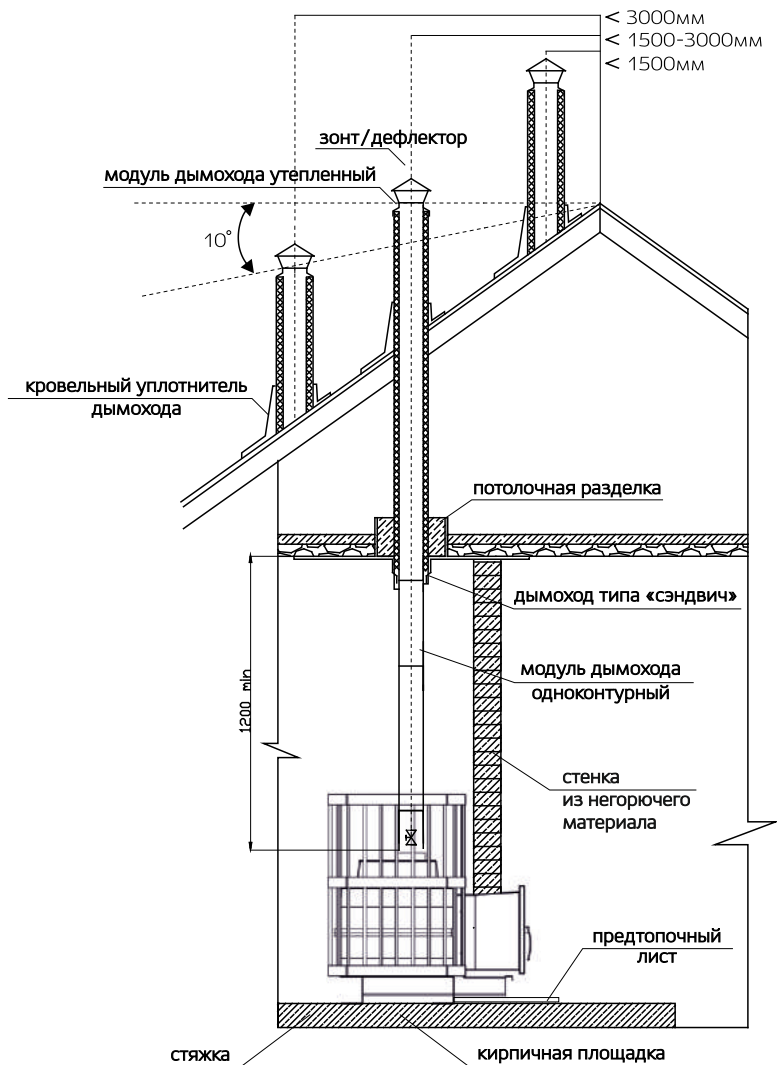 < 3000мм
< 1500-3000мм
< 1500мм
зонт/дефлектор
модуль дымохода утепленный
10°
кровельный уплотнитель
дымохода
потолочная разделка
дымоход типа «сэндвич»
модуль дымохода
одноконтурный
1200 min
стенка
из негорючего
материала
предтопочный
лист
стяжка
кирпичная площадка